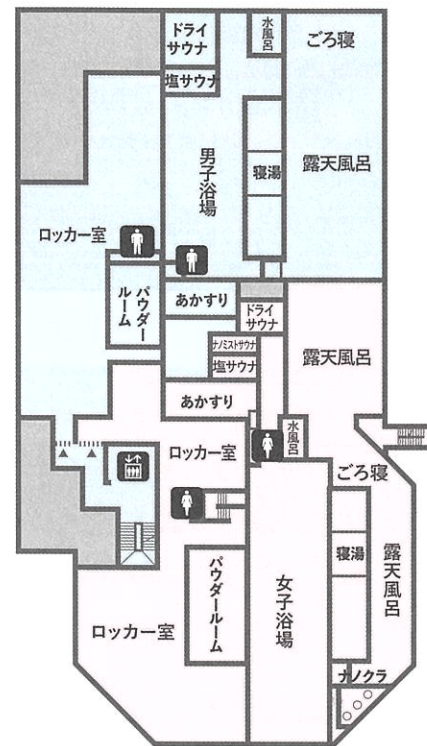 ドライ
サウナ
水風呂
ごろ寝
塩サウナ
男子浴場
寝湯
露天風呂
ロッカー室
パウダー
ルーム
あかすり
ドライ
サウナ
露天風呂
ナノミストサウナ
塩サウナ
あかすり
水風呂
ロッカー室
ごろ寝
寝湯
露天風呂
パウダールーム
女子浴場
ロッカー室
ナノクラ